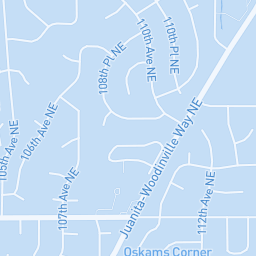 110th Ave NE
110th Pl NE
108th Pl NE
106th Ave NE
105th Ave NE
107th Ave NE
Juanita-Woodinville Way NE
112th Ave NE
Oskams Corner